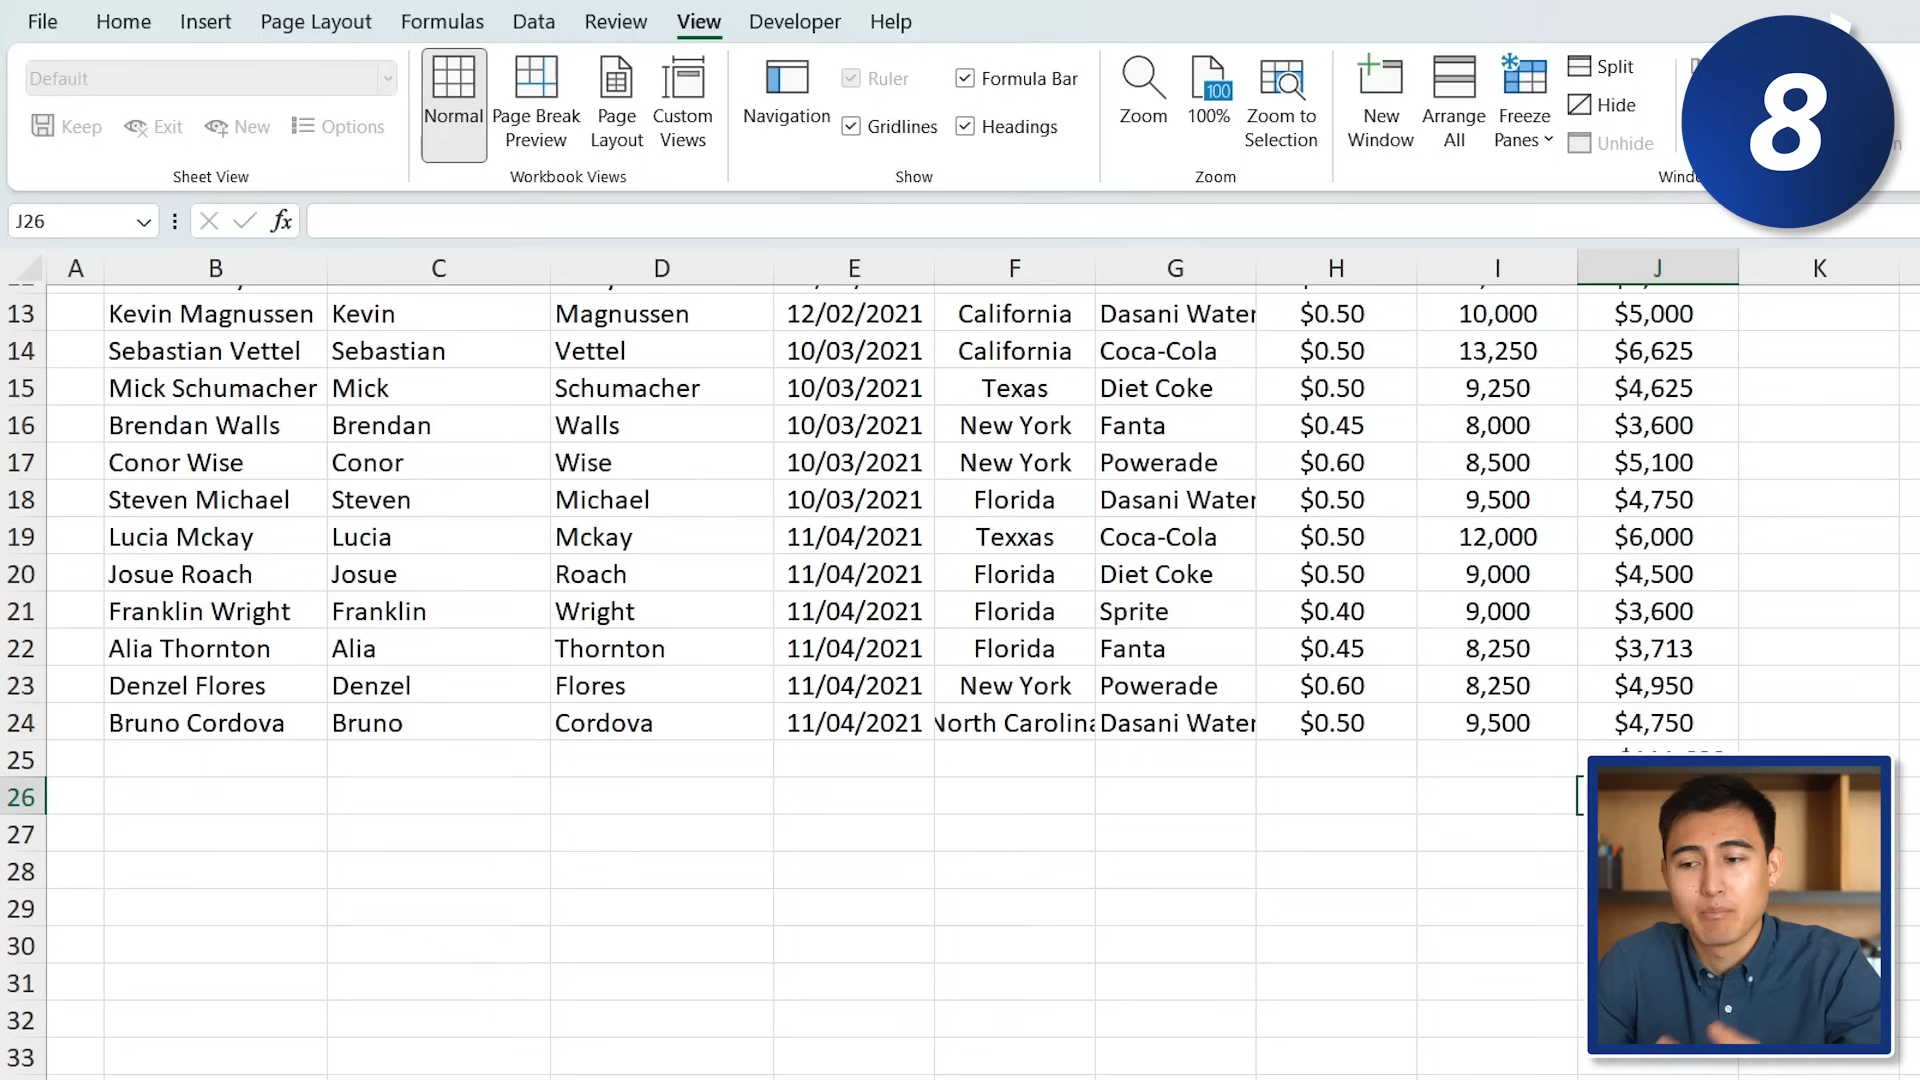 File Home Insert Page Layout Formulas Data Review View Developer Help
Default
Keep Exit New Options
Sheet View
Normal Page Break Preview Page Layout Custom Views
Workbook Views
Navigation Ruler Formula Bar
Gridlines Headings
Show
Zoom 100 100% Zoom to Selection
Zoom
New Window Arrange All Freeze Panes Split
Hide
Unhide
8
J26 fx
A B C D E F G H I J K
13 Kevin Magnussen Kevin Magnussen 12/02/2021 California Dasani Water $0.50 10,000 $5,000
14 Sebastian Vettel Sebastian Vettel 10/03/2021 California Coca-Cola $0.50 13,250 $6,625
15 Mick Schumacher Mick Schumacher 10/03/2021 Texas Diet Coke $0.50 9,250 $4,625
16 Brendan Walls Brendan Walls 10/03/2021 New York Fanta $0.45 8,000 $3,600
17 Conor Wise Conor Wise 10/03/2021 New York Powerade $0.60 8,500 $5,100
18 Steven Michael Steven Michael 10/03/2021 Florida Dasani Water $0.50 9,500 $4,750
19 Lucia Mckay Lucia Mckay 11/04/2021 Texxas Coca-Cola $0.50 12,000 $6,000
20 Josue Roach Josue Roach 11/04/2021 Florida Diet Coke $0.50 9,000 $4,500
21 Franklin Wright Franklin Wright 11/04/2021 Florida Sprite $0.40 9,000 $3,600
22 Alia Thornton Alia Thornton 11/04/2021 Florida Fanta $0.45 8,250 $3,713
23 Denzel Flores Denzel Flores 11/04/2021 New York Powerade $0.60 8,250 $4,950
24 Bruno Cordova Bruno Cordova 11/04/2021 North Carolina Dasani Water $0.50 9,500 $4,750
25
26
27
28
29
30
31
32
33